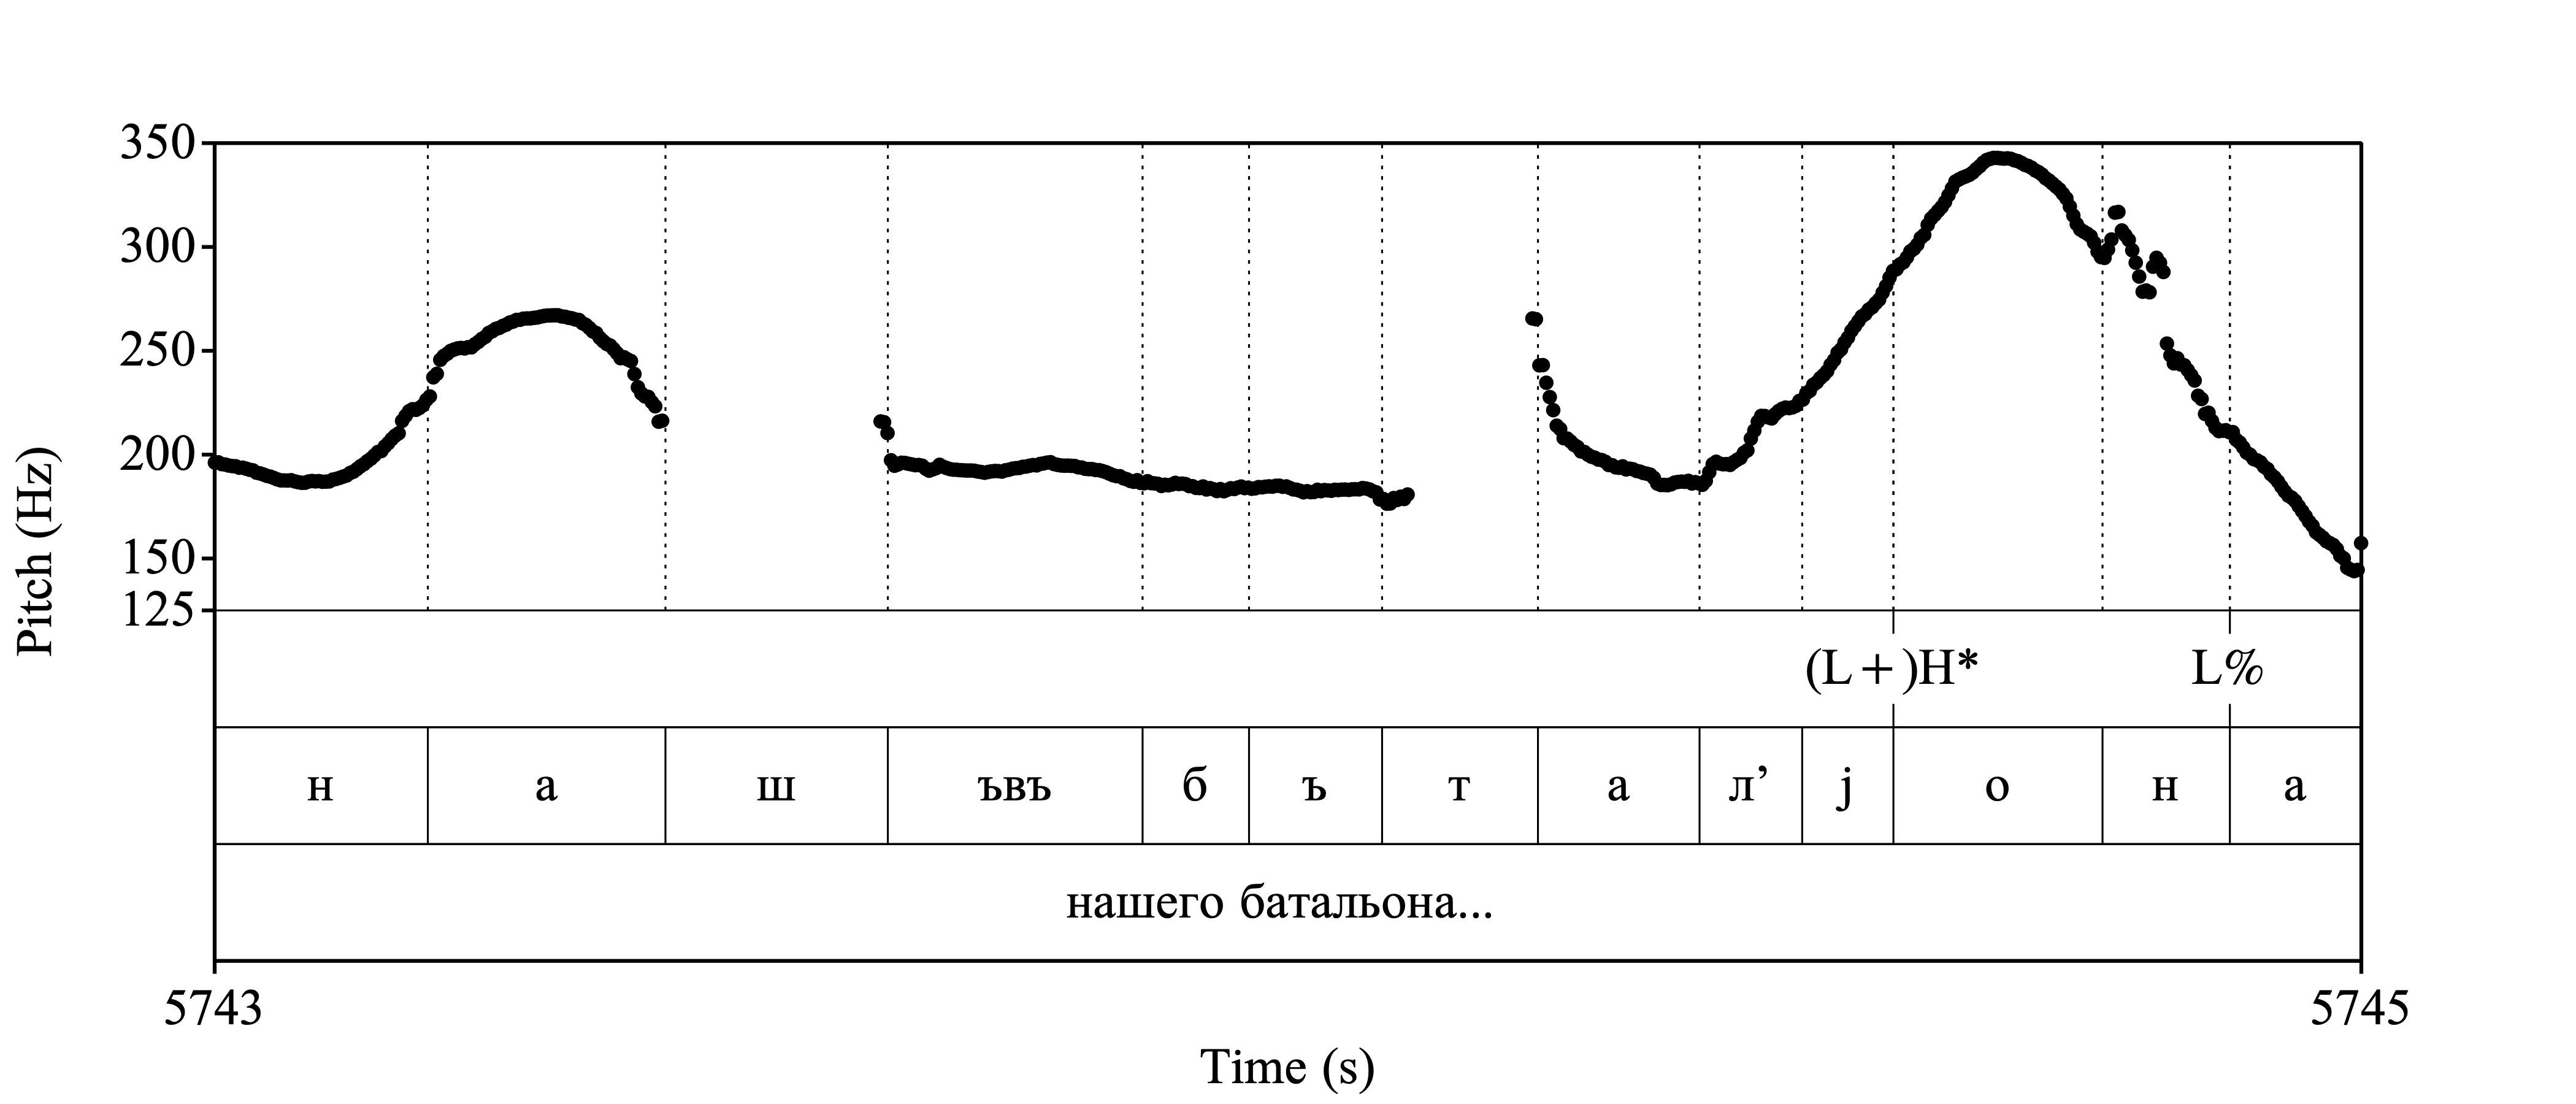 350
300
250
200
150
125
Pitch (Hz)
(L+)H* L%
н а ш ъвъ б ъ т а л’ j о н а
нашего батальона...
5743 5745
Time (s)